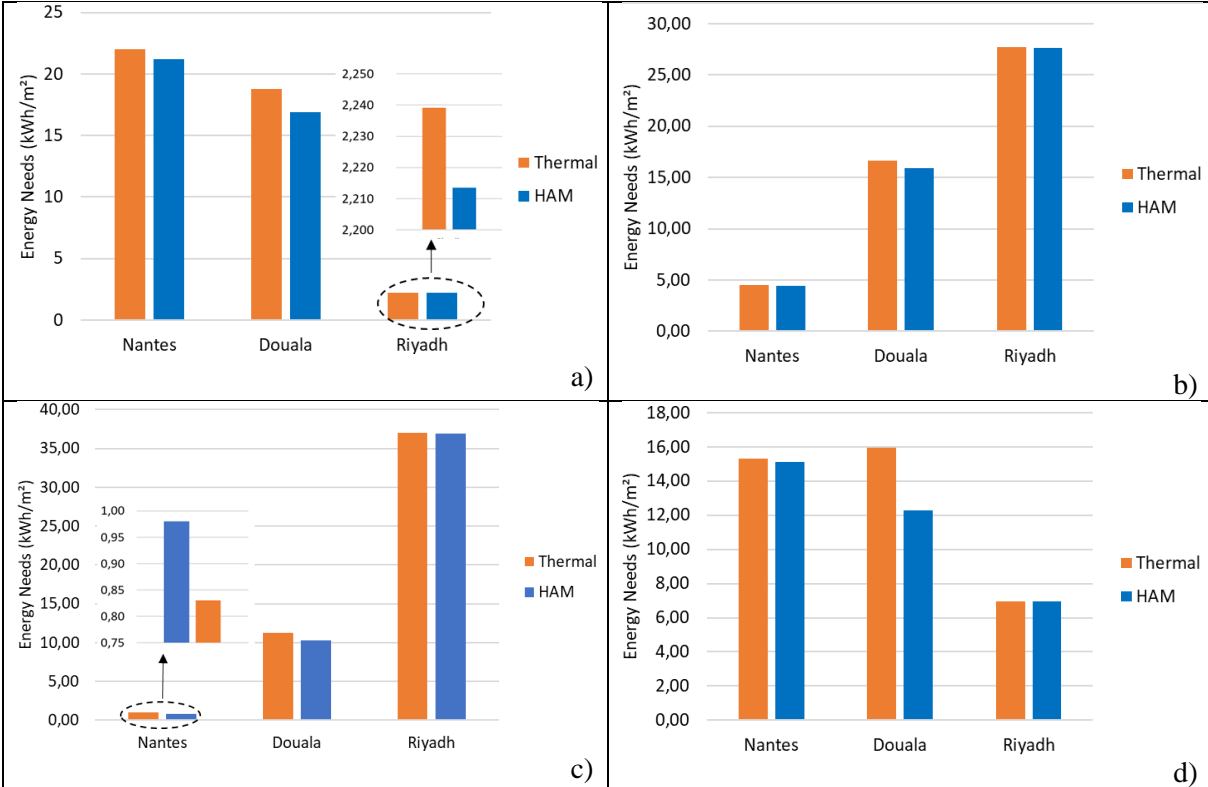 Energy Needs (kWh/m²)
25
20
15
10
5
0
2,250
2,240
2,230
2,220
2,210
2,200
Thermal
HAM
Nantes
Douala
Riyadh
a)
Energy Needs (kWh/m²)
30,00
25,00
20,00
15,00
10,00
5,00
0,00
Thermal
HAM
Nantes
Douala
Riyadh
b)
Energy Needs (kWh/m²)
40,00
35,00
30,00
25,00
20,00
15,00
10,00
5,00
0,00
1,00
0,95
0,90
0,85
0,80
0,75
Thermal
HAM
Nantes
Douala
Riyadh
c)
Energy Needs (kWh/m²)
18,00
16,00
14,00
12,00
10,00
8,00
6,00
4,00
2,00
0,00
Thermal
HAM
Nantes
Douala
Riyadh
d)